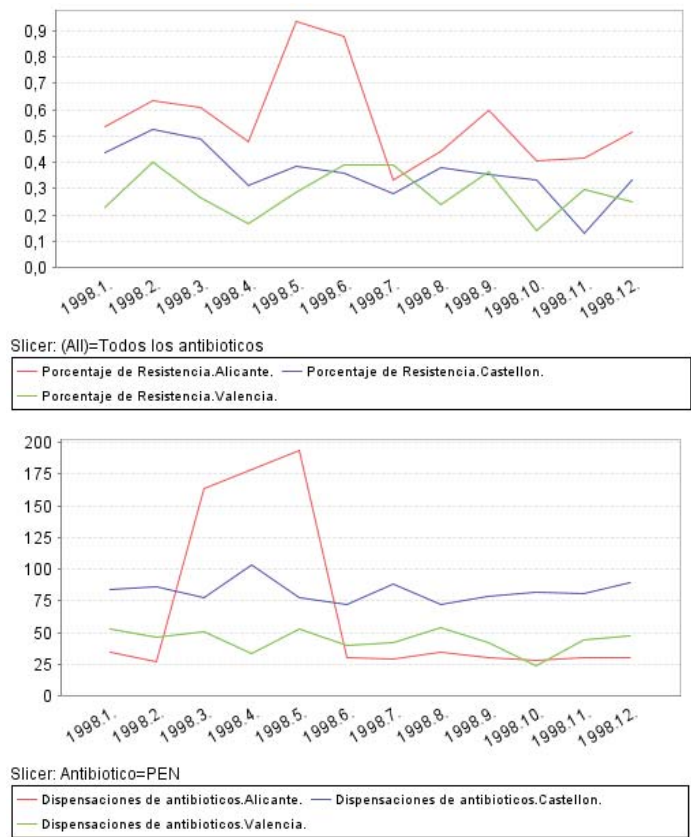 0,9
0,8
0,7
0,6
0,5
0,4
0,3
0,2
0,1
0,0
1998.1. 1998.2. 1998.3. 1998.4. 1998.5. 1998.6. 1998.7. 1998.8. 1998.9. 1998.10. 1998.11. 1998.12.
Slicer: (All)=Todos los antibioticos
Porcentaje de Resistencia.Alicante. Porcentaje de Resistencia.Castellon.
Porcentaje de Resistencia.Valencia.
200
175
150
125
100
75
50
25
0
1998.1. 1998.2. 1998.3. 1998.4. 1998.5. 1998.6. 1998.7. 1998.8. 1998.9. 1998.10. 1998.11. 1998.12.
Slicer: Antibiotico=PEN
Dispensaciones de antibioticos.Alicante. Dispensaciones de antibioticos.Castellon.
Dispensaciones de antibioticos.Valencia.